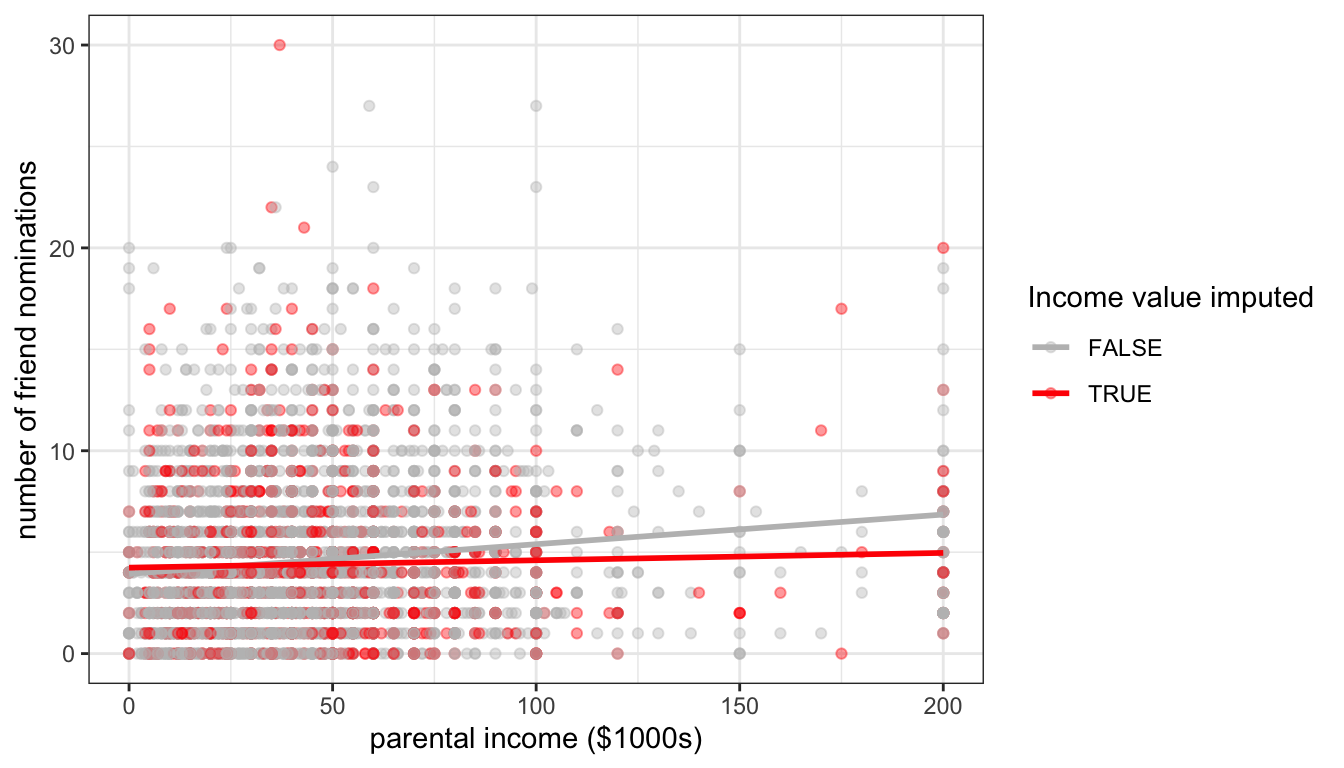 30
20
10
0
0 50 100 150 200
number of friend nominations
parental income ($1000s)
Income value imputed
FALSE
TRUE